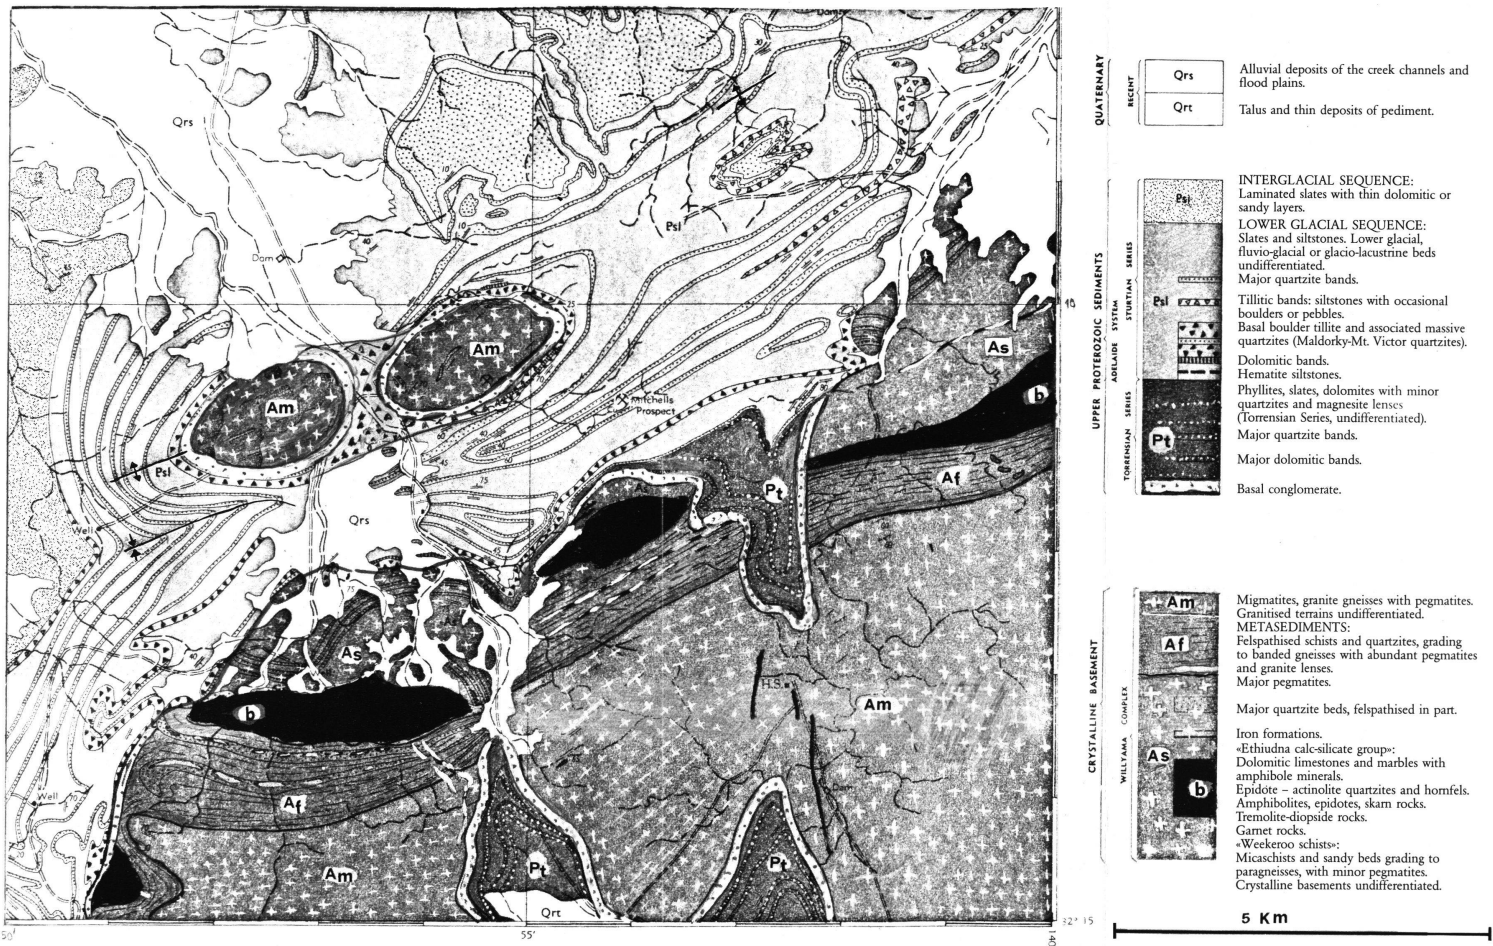 Qrs
Dam
Psl
Dam
Am
Am
As
b
Mitchells
Prospect
Psl
Well
Qrs
Pt
Af
As
b
H.S.
Am
Dam
Well
Af
Am
Pt
Qrt
Pt
10
50'
55'
32° 15
140
QUATERNARY
RECENT
Qrs
Alluvial deposits of the creek channels and
flood plains.
Qrt
Talus and thin deposits of pediment.
UPPER PROTEROZOIC SEDIMENTS
ADELAIDE SYSTEM
STURTIAN SERIES
TORRENSIAN SERIES
Psi
INTERGLACIAL SEQUENCE:
Laminated slates with thin dolomitic or
sandy layers.
LOWER GLACIAL SEQUENCE:
Slates and siltstones. Lower glacial,
fluvio-glacial or glacio-lacustrine beds
undifferentiated.
Major quartzite bands.
Psl
Tillitic bands: siltstones with occasional
boulders or pebbles.
Basal boulder tillite and associated massive
quartzites (Maldorky-Mt. Victor quartzites).
Dolomitic bands.
Hematite siltstones.
Phyllites, slates, dolomites with minor
quartzites and magnesite lenses
(Torrensian Series, undifferentiated).
Pt
Major quartzite bands.
Major dolomitic bands.
Basal conglomerate.
CRYSTALLINE BASEMENT
WILLYAMA COMPLEX
Am
Migmatites, granite gneisses with pegmatites.
Granitised terrains undifferentiated.
METASEDIMENTS:
Af
Felspathised schists and quartzites, grading
to banded gneisses with abundant pegmatites
and granite lenses.
Major pegmatites.
Major quartzite beds, felspathised in part.
Iron formations.
As
«Ethiudna calc-silicate group»:
Dolomitic limestones and marbles with
amphibole minerals.
b
Epidote – actinolite quartzites and hornfels.
Amphibolites, epidotes, skarn rocks.
Tremolite-diopside rocks.
Garnet rocks.
«Weekeroo schists»:
Micaschists and sandy beds grading to
paragneisses, with minor pegmatites.
Crystalline basements undifferentiated.
5 Km